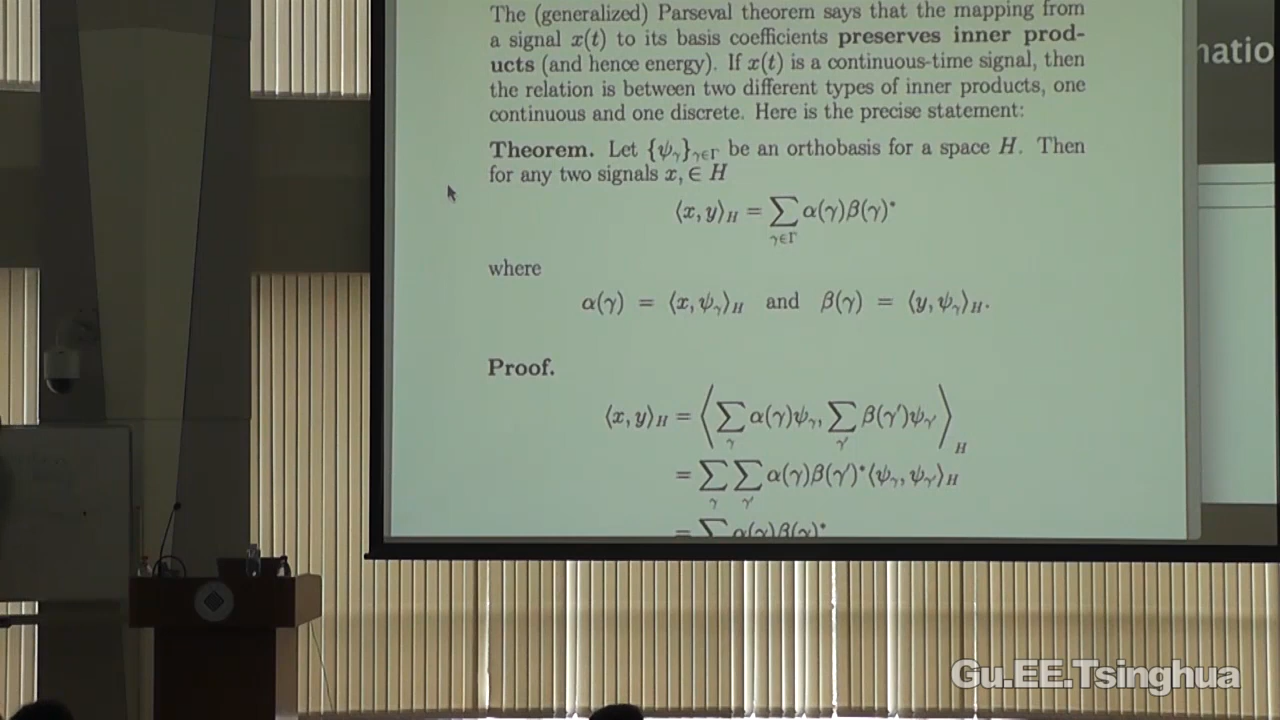 The (generalized) Parseval theorem says that the mapping from
a signal x(t) to its basis coefficients preserves inner prod-
ucts (and hence energy). If x(t) is a continuous-time signal, then
the relation is between two different types of inner products, one
continuous and one discrete. Here is the precise statement:
Theorem. Let {ψ_γ}_{γ∈Γ} be an orthobasis for a space H. Then
for any two signals x, ∈ H
⟨x, y⟩_H = ∑_{γ∈Γ} α(γ)β(γ)*
where
α(γ) = ⟨x, ψ_γ⟩_H and β(γ) = ⟨y, ψ_γ⟩_H.
Proof.
⟨x, y⟩_H = ⟨∑_γ α(γ)ψ_γ, ∑_{γ'} β(γ')ψ_{γ'}⟩_H
= ∑_γ ∑_{γ'} α(γ)β(γ')*⟨ψ_γ, ψ_{γ'}⟩_H
= ∑ α(γ)β(γ)*
natio
Gu.EE.Tsinghua